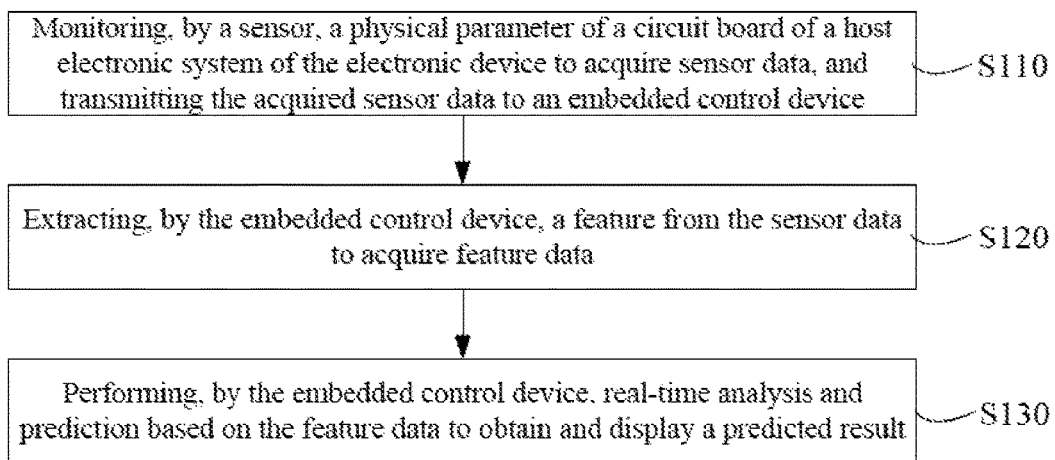 Monitoring, by a sensor, a physical parameter of a circuit board of a host
electronic system of the electronic device to acquire sensor data, and
transmitting the acquired sensor data to an embedded control device
S110
Extracting, by the embedded control device, a feature from the sensor data
to acquire feature data
S120
Performing, by the embedded control device, real-time analysis and
prediction based on the feature data to obtain and display a predicted result
S130